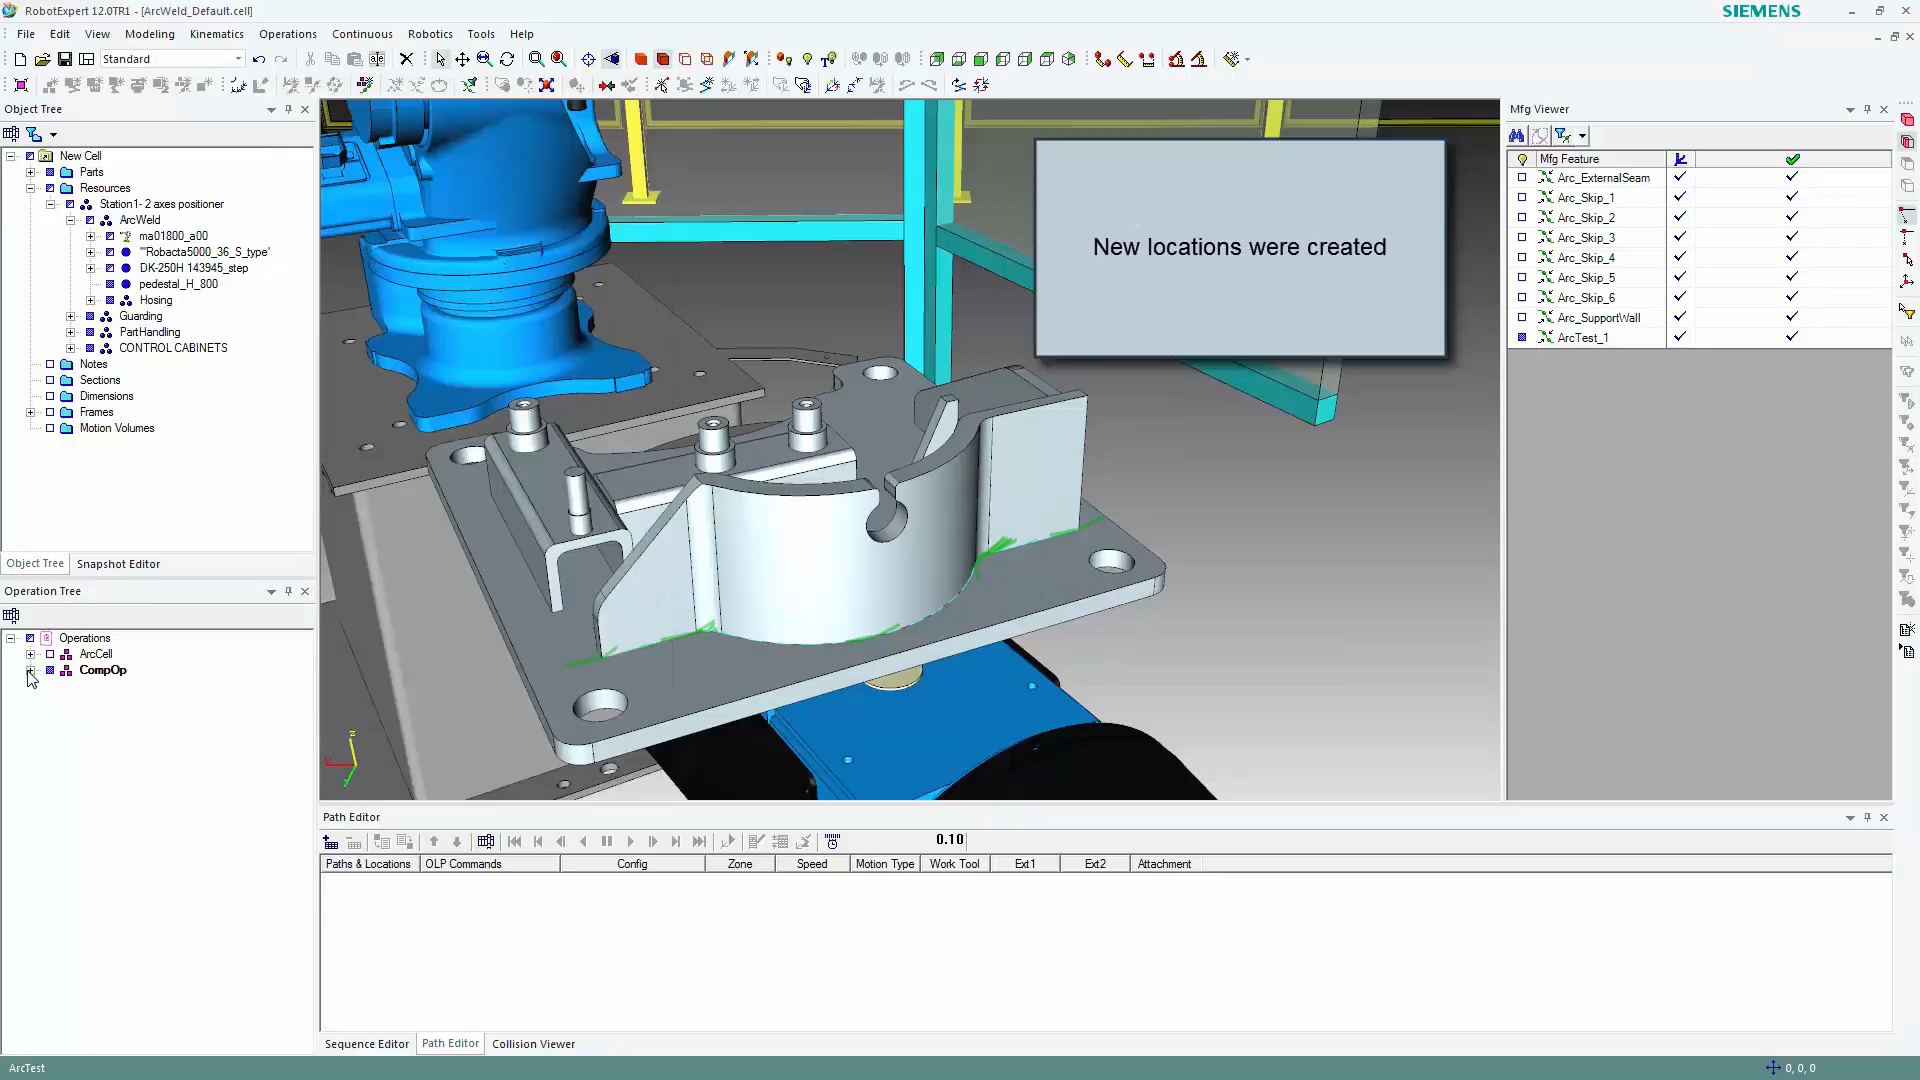 RobotExpert 12.0TR1 - [ArcWeld_Default.cell]
SIEMENS
File Edit View Modeling Kinematics Operations Continuous Robotics Tools Help
Standard
Object Tree
New Cell
Parts
Resources
Station1- 2 axes positioner
ArcWeld
ma01800_a00
'"Robacta5000_36_S_type'
DK-250H 143945_step
pedestal_H_800
Hosing
Guarding
PartHandling
CONTROL CABINETS
Notes
Sections
Dimensions
Frames
Motion Volumes
Object Tree Snapshot Editor
Operation Tree
Operations
ArcCell
CompOp
New locations were created
z
Mfg Viewer
Mfg Feature
Arc_ExternalSeam
Arc_Skip_1
Arc_Skip_2
Arc_Skip_3
Arc_Skip_4
Arc_Skip_5
Arc_Skip_6
Arc_SupportWall
ArcTest_1
Path Editor
0.10
Paths & Locations OLP Commands Config Zone Speed Motion Type Work Tool Ext1 Ext2 Attachment
Sequence Editor Path Editor Collision Viewer
ArcTest
0, 0, 0